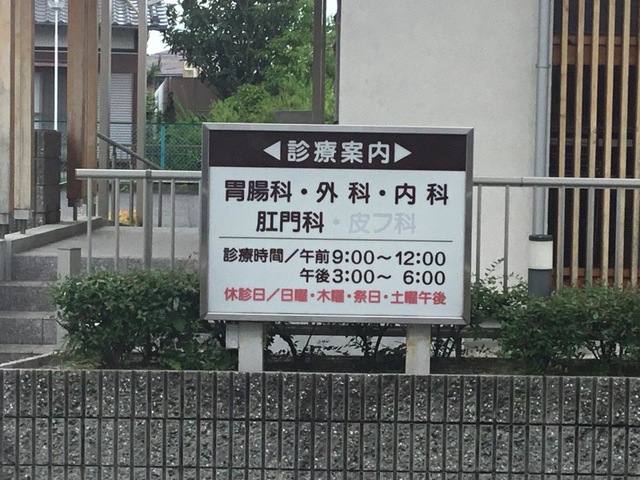 ◀診療案内▶
胃腸科・外科・内科
肛門科・皮フ科
診療時間／午前9:00～12:00
午後3:00～6:00
休診日／日曜・木曜・祭日・土曜午後